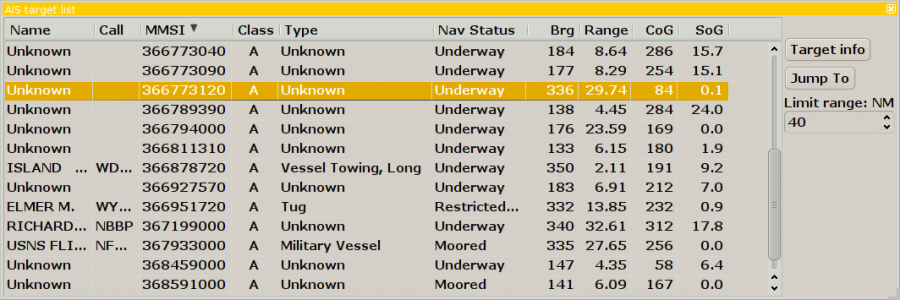 AIS target list
Name Call MMSI Class Type Nav Status Brg Range CoG SoG
Unknown 366773040 A Unknown Underway 184 8.64 286 15.7
Unknown 366773090 A Unknown Underway 177 8.29 254 15.1
Unknown 366773120 A Unknown Underway 336 29.74 84 0.1
Unknown 366789390 A Unknown Underway 138 4.45 284 24.0
Unknown 366794000 A Unknown Underway 176 23.59 169 0.0
Unknown 366811310 A Unknown Underway 133 6.15 180 1.9
ISLAND ... WD... 366878720 A Vessel Towing, Long Underway 350 2.11 191 9.2
Unknown 366927570 A Unknown Underway 183 6.91 212 7.0
ELMER M. WY... 366951720 A Tug Restricted... 332 13.85 232 0.9
RICHARD... NBBP 367199000 A Unknown Underway 340 32.61 312 17.8
USNS FLI... NF... 367933000 A Military Vessel Moored 335 27.65 256 0.0
Unknown 368459000 A Unknown Underway 147 4.35 58 6.4
Unknown 368591000 A Unknown Moored 141 6.09 167 0.0
Target info
Jump To
Limit range: NM
40